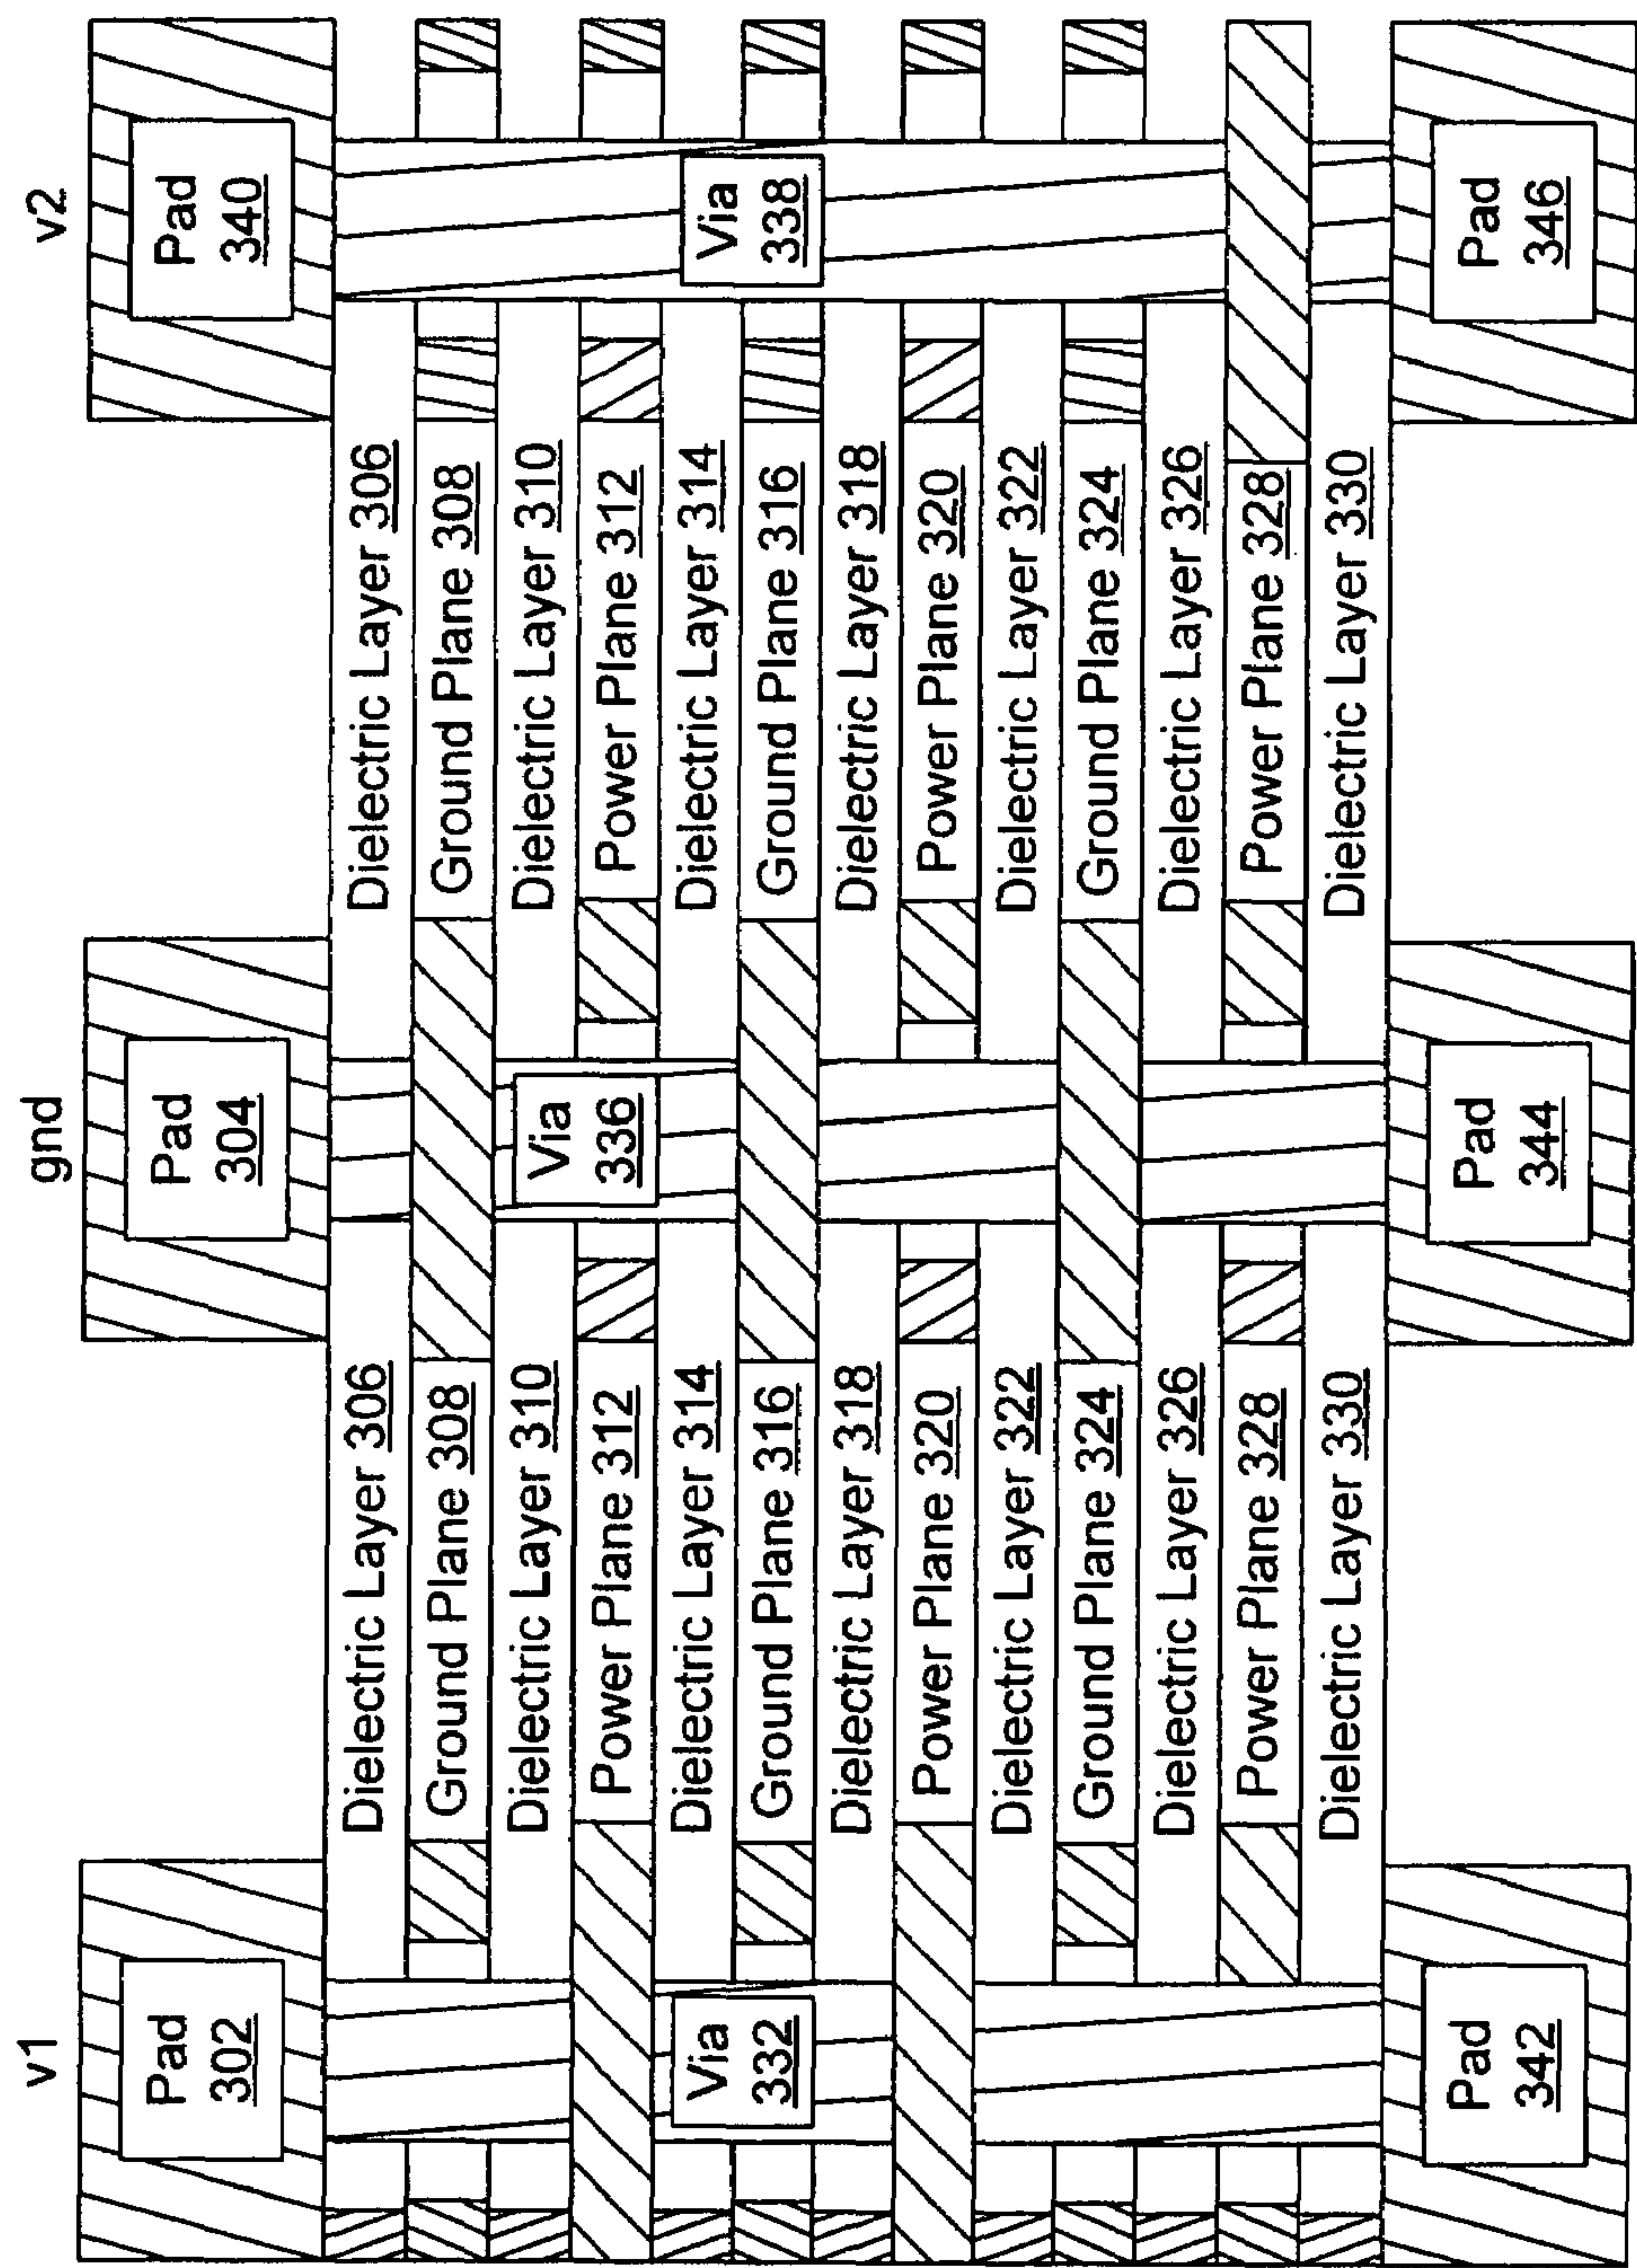 v1
gnd
v2
Pad
302
Pad
304
Pad
340
Dielectric Layer 306
Dielectric Layer 306
Ground Plane 308
Ground Plane 308
Dielectric Layer 310
Dielectric Layer 310
Via
336
Power Plane 312
Power Plane 312
Dielectric Layer 314
Dielectric Layer 314
Via
332
Via
338
Ground Plane 316
Ground Plane 316
Dielectric Layer 318
Dielectric Layer 318
Power Plane 320
Power Plane 320
Dielectric Layer 322
Dielectric Layer 322
Ground Plane 324
Ground Plane 324
Dielectric Layer 326
Dielectric Layer 326
Power Plane 328
Power Plane 328
Dielectric Layer 330
Dielectric Layer 330
Pad
342
Pad
344
Pad
346